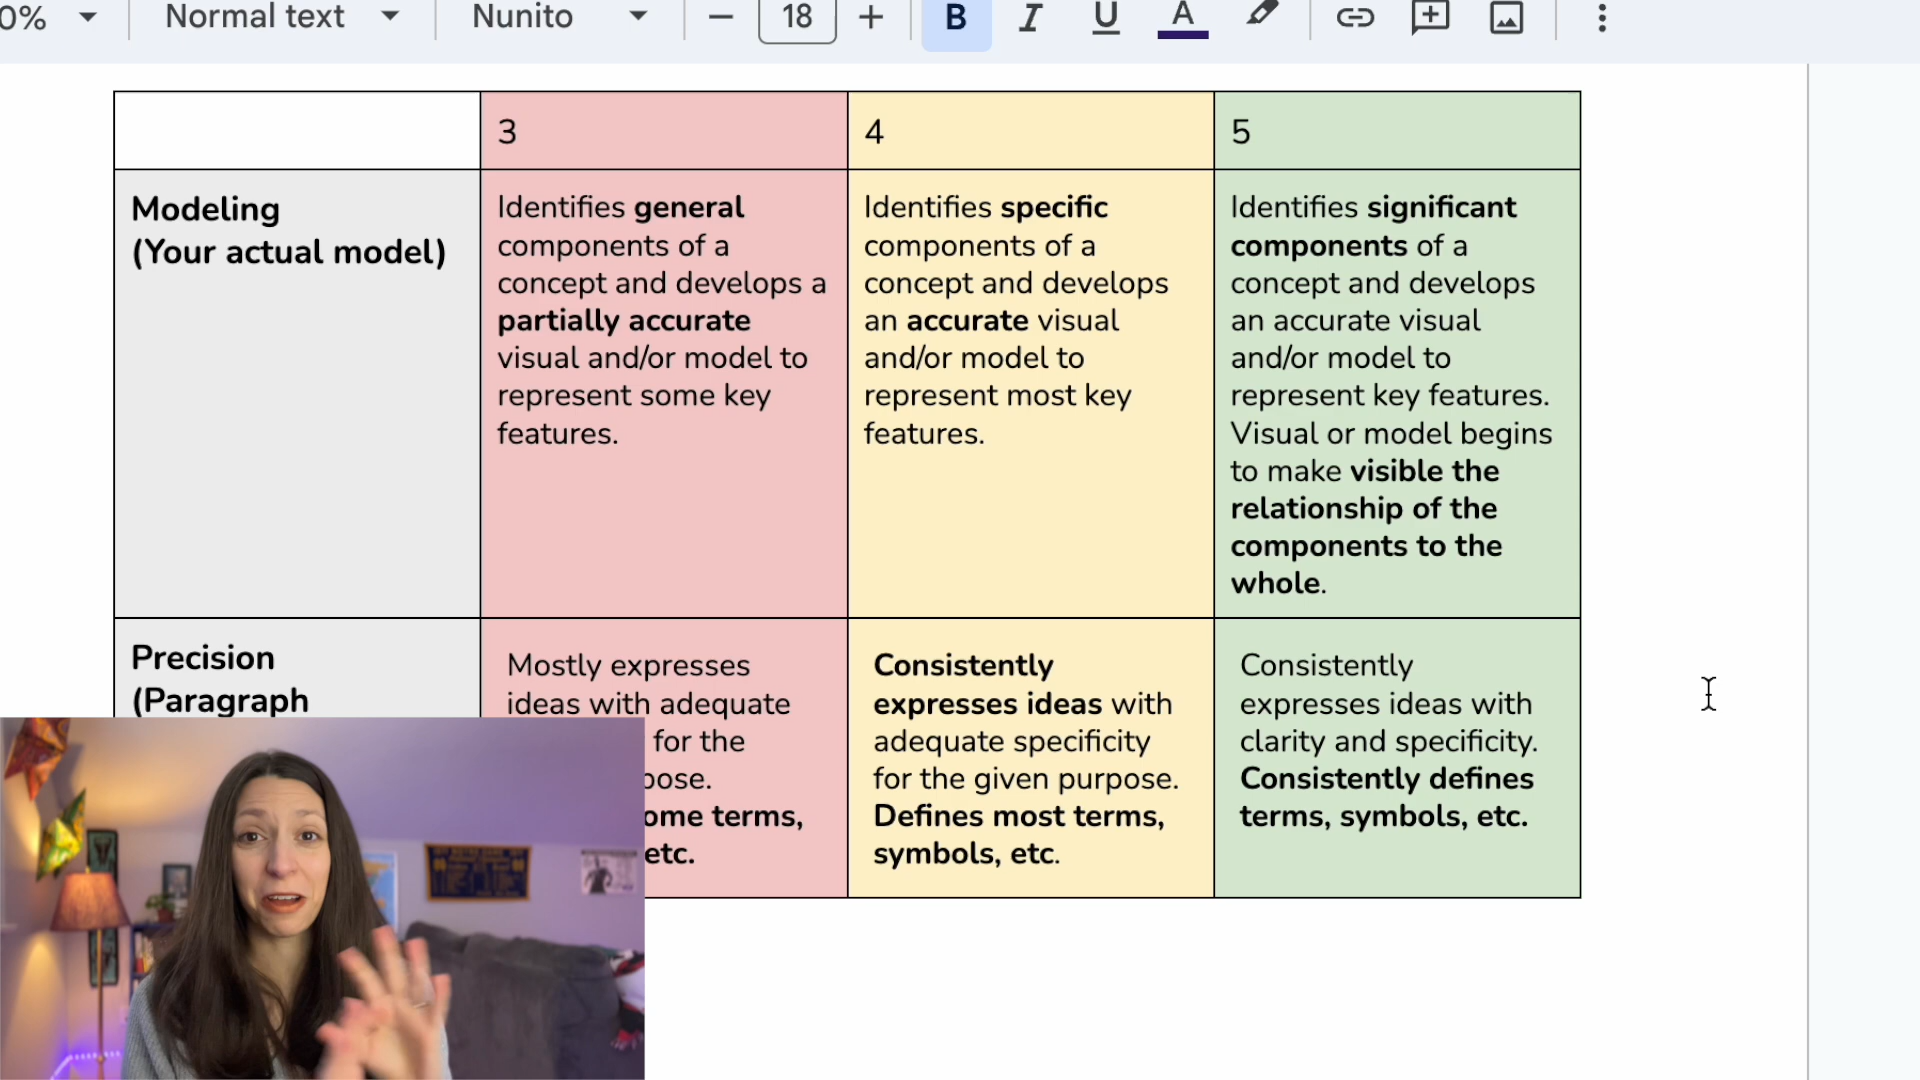 0%
Normal text
Nunito
18
B
I
U
A
3
4
5
Modeling
(Your actual model)
Identifies general
components of a
concept and develops a
partially accurate
visual and/or model to
represent some key
features.
Identifies specific
components of a
concept and develops
an accurate visual
and/or model to
represent most key
features.
Identifies significant
components of a
concept and develops
an accurate visual
and/or model to
represent key features.
Visual or model begins
to make visible the
relationship of the
components to the
whole.
Precision
(Paragraph
Mostly expresses
ideas with adequate
for the
pose.
ome terms,
etc.
Consistently
expresses ideas with
adequate specificity
for the given purpose.
Defines most terms,
symbols, etc.
Consistently
expresses ideas with
clarity and specificity.
Consistently defines
terms, symbols, etc.